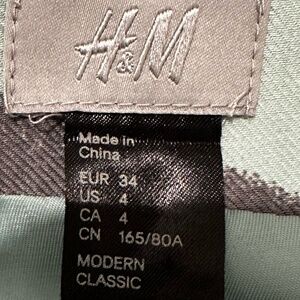 H&M
Made in
China
EUR 34
US 4
CA 4
CN 165/80A
MODERN
CLASSIC